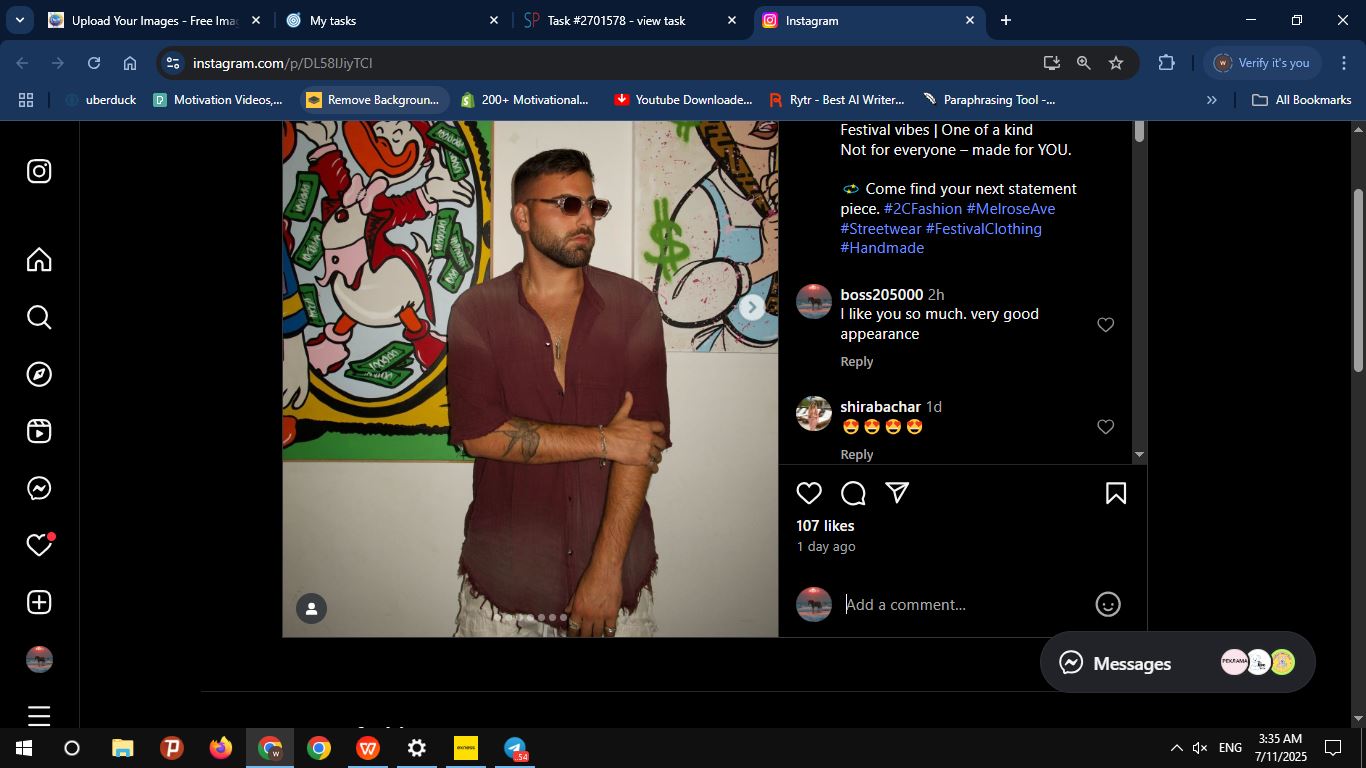 Upload Your Images - Free Imag
My tasks
SP Task #2701578 - view task
Instagram
instagram.com/p/DL58IJiyTCI
Verify it's you
uberduck
Motivation Videos,...
Remove Backgroun...
200+ Motivational...
Youtube Downloade...
Rytr - Best AI Writer...
Paraphrasing Tool -...
All Bookmarks
Festival vibes | One of a kind
Not for everyone – made for YOU.
Come find your next statement
piece. #2CFashion #MelroseAve
#Streetwear #FestivalClothing
#Handmade
boss205000 2h
I like you so much. very good
appearance
Reply
shirabachar 1d
😍😍😍😍
Reply
107 likes
1 day ago
Add a comment...
Messages
ENG
3:35 AM
7/11/2025